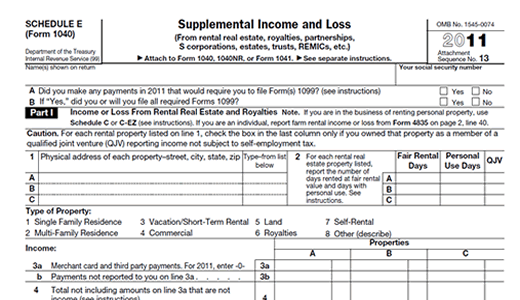 SCHEDULE E
(Form 1040)
Department of the Treasury
Internal Revenue Service (99)
Supplemental Income and Loss
(From rental real estate, royalties, partnerships,
S corporations, estates, trusts, REMICs, etc.)
▶ Attach to Form 1040, 1040NR, or Form 1041. ▶ See separate instructions.
OMB No. 1545-0074
2011
Attachment
Sequence No. 13
Name(s) shown on return
Your social security number
A Did you make any payments in 2011 that would require you to file Form(s) 1099? (see instructions) Yes No
B If "Yes," did you or will you file all required Forms 1099? Yes No
Part I Income or Loss From Rental Real Estate and Royalties Note. If you are in the business of renting personal property, use
Schedule C or C-EZ (see instructions). If you are an individual, report farm rental income or loss from Form 4835 on page 2, line 40.
Caution. For each rental property listed on line 1, check the box in the last column only if you owned that property as a member of a
qualified joint venture (QJV) reporting income not subject to self-employment tax.
1 Physical address of each property–street, city, state, zip
Type–from list
below
2 For each rental real
estate property listed,
report the number of
days rented at fair rental
value and days with
personal use. See
instructions.
Fair Rental
Days
Personal
Use Days
QJV
A A
B B
C C
Type of Property:
1 Single Family Residence 3 Vacation/Short-Term Rental 5 Land 7 Self-Rental
2 Multi-Family Residence 4 Commercial 6 Royalties 8 Other (describe)
Income:
Properties
A B C
3a Merchant card and third party payments. For 2011, enter -0- 3a
b Payments not reported to you on line 3a . . . . 3b
4 Total not including amounts on line 3a that are not
income (see instructions) 4